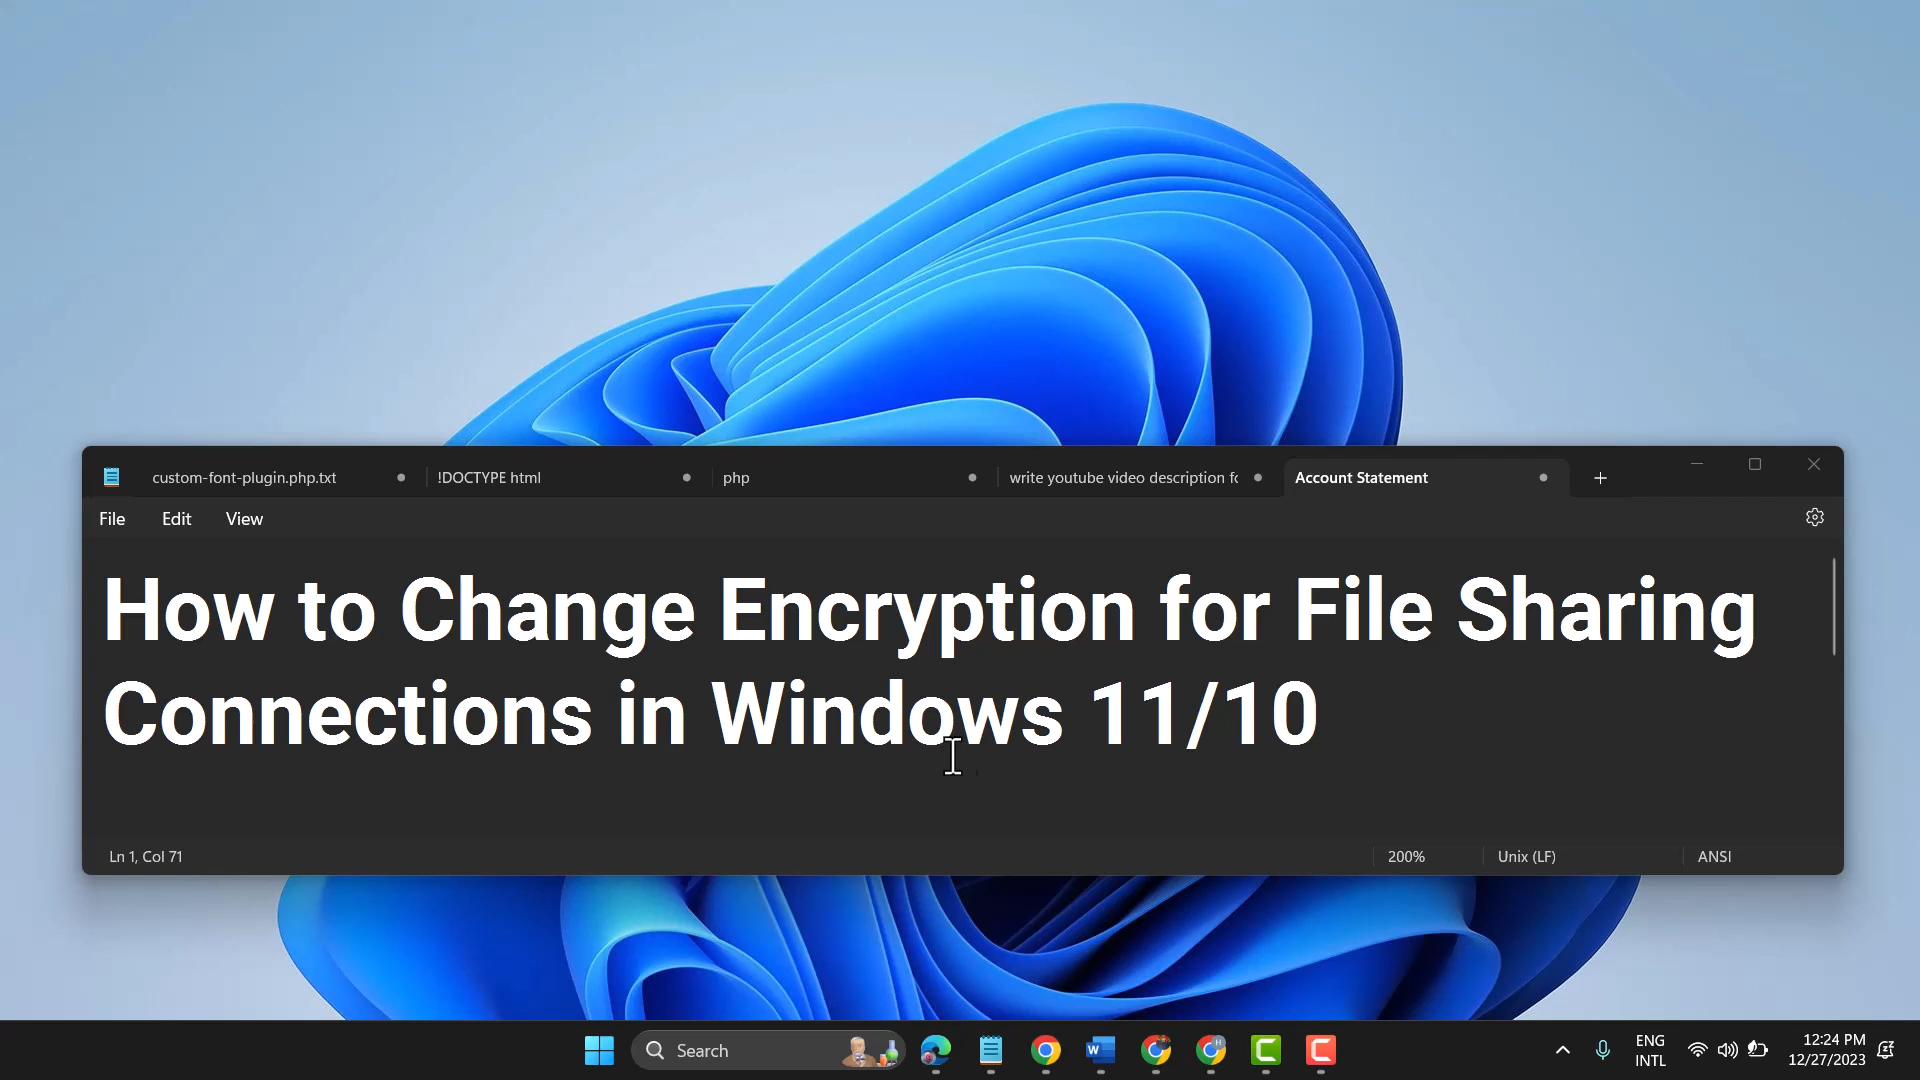 custom-font-plugin.php.txt
!DOCTYPE html
php
write youtube video description fo
Account Statement
File Edit View
How to Change Encryption for File Sharing
Connections in Windows 11/10
Ln 1, Col 71
200%
Unix (LF)
ANSI
Search
ENG
INTL
12:24 PM
12/27/2023